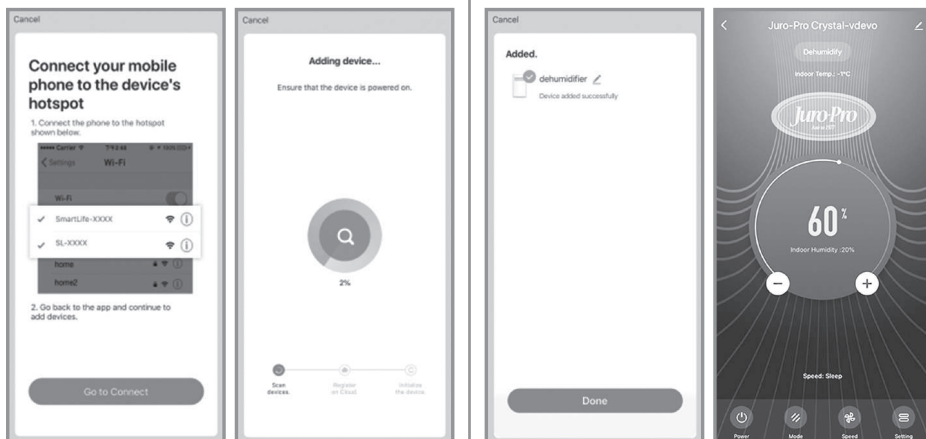 Cancel
Connect your mobile
phone to the device's
hotspot
1. Connect the phone to the hotspot
shown below.
Settings Wi-Fi
Wi-Fi
SmartLife-XXXX
SL-XXXX
home
home2
2. Go back to the app and continue to
add devices.
Go to Connect
Cancel
Adding device...
Ensure that the device is powered on.
2%
Scan
devices.
Register
on Cloud.
Initialize
the device.
Cancel
Added.
dehumidifier
Device added successfully
Done
Juro-Pro Crystal-vdevo
Dehumidify
Indoor Temp.: -1°C
Juro-Pro
60%
Indoor Humidity :20%
Speed: Sleep
Power
Mode
Speed
Setting